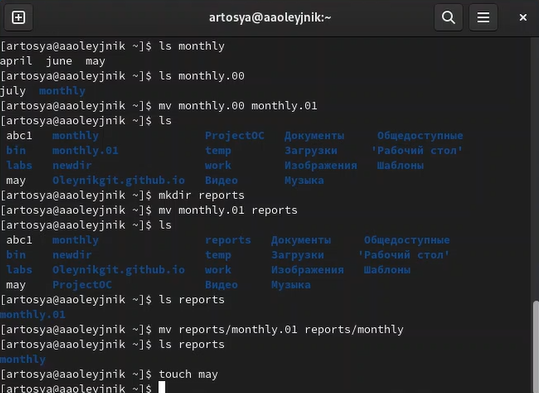 artosya@aaoleyjnik:~
[artosya@aaoleyjnik ~]$ ls monthly
april  june  may
[artosya@aaoleyjnik ~]$ ls monthly.00
july  monthly
[artosya@aaoleyjnik ~]$ mv monthly.00 monthly.01
[artosya@aaoleyjnik ~]$ ls
abc1  monthly  ProjectOC  Документы  Общедоступные
bin  monthly.01  temp  Загрузки  'Рабочий стол'
labs  newdir  work  Изображения  Шаблоны
may  Oleynikgit.github.io  Видео  Музыка
[artosya@aaoleyjnik ~]$ mkdir reports
[artosya@aaoleyjnik ~]$ mv monthly.01 reports
[artosya@aaoleyjnik ~]$ ls
abc1  monthly  reports  Документы  Общедоступные
bin  newdir  temp  Загрузки  'Рабочий стол'
labs  Oleynikgit.github.io  work  Изображения  Шаблоны
may  ProjectOC  Видео  Музыка
[artosya@aaoleyjnik ~]$ ls reports
monthly.01
[artosya@aaoleyjnik ~]$ mv reports/monthly.01 reports/monthly
[artosya@aaoleyjnik ~]$ ls reports
monthly
[artosya@aaoleyjnik ~]$ touch may
[artosya@aaoleyjnik ~]$